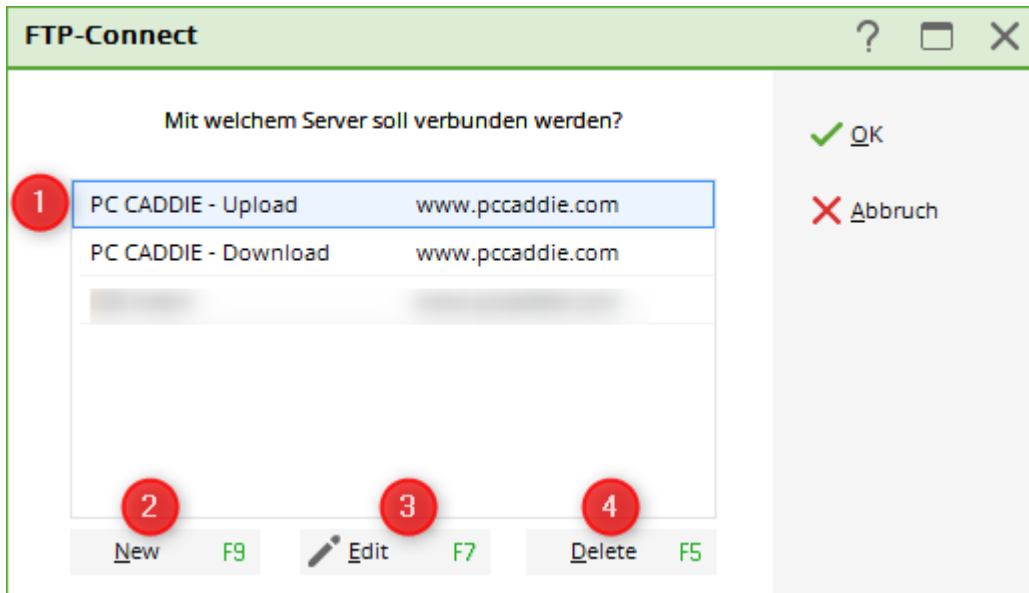 FTP-Connect ?
Mit welchem Server soll verbunden werden?
OK
1 PC CADDIE - Upload www.pccaddie.com
Abbruch
PC CADDIE - Download www.pccaddie.com
2 3 4
New F9 Edit F7 Delete F5